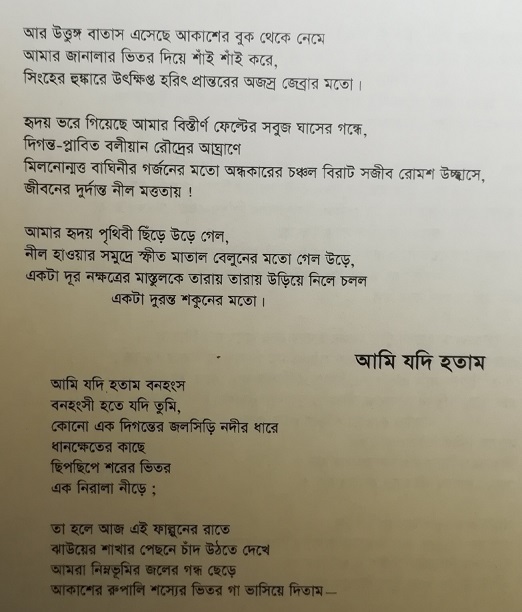 আর উত্তুঙ্গ বাতাস এসেছে আকাশের বুক থেকে নেমে
আমার জানালার ভিতর দিয়ে শাঁই শাঁই করে,
সিংহের হুঙ্কারে উৎক্ষিপ্ত হরিৎ প্রান্তরের অজস্র জেব্রার মতো।
হৃদয় ভরে গিয়েছে আমার বিস্তীর্ণ ফেল্টের সবুজ ঘাসের গন্ধে,
দিগন্ত-প্লাবিত বলীয়ান রৌদ্রের আঘ্রাণে
মিলনোন্মত্ত বাঘিনীর গর্জনের মতো অন্ধকারের চঞ্চল বিরাট সজীব রোমশ উচ্ছ্বাসে,
জীবনের দুর্দান্ত নীল মত্ততায় !
আমার হৃদয় পৃথিবী ছিঁড়ে উড়ে গেল,
নীল হাওয়ার সমুদ্রে স্ফীত মাতাল বেলুনের মতো গেল উড়ে,
একটা দূর নক্ষত্রের মাস্তুলকে তারায় তারায় উড়িয়ে নিলে চলল
একটা দুরন্ত শকুনের মতো।
আমি যদি হতাম
আমি যদি হতাম বনহংস
বনহংসী হতে যদি তুমি,
কোনো এক দিগন্তের জলসিড়ি নদীর ধারে
ধানক্ষেতের কাছে
ছিপছিপে শরের ভিতর
এক নিরালা নীড়ে ;
তা হলে আজ এই ফাল্গুনের রাতে
ঝাউয়ের শাখার পেছনে চাঁদ উঠতে দেখে
আমরা নিম্নভূমির জলের গন্ধ ছেড়ে
আকাশের রুপালি শস্যের ভিতর গা ভাসিয়ে দিতাম—